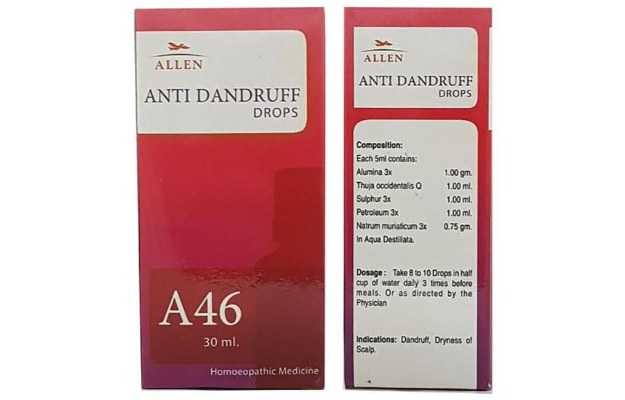 ALLEN
ANTI DANDRUFF
DROPS
A46
30 ml.
Homoeopathic Medicine
ALLEN
ANTI DANDRUFF
DROPS
Composition:
Each 5ml contains:
Alumina 3x 1.00 gm.
Thuja occidentalis Q 1.00 ml.
Sulphur 3x 1.00 ml.
Petroleum 3x 1.00 ml.
Natrum muriaticum 3x 0.75 gm.
In Aqua Destillata.
Dosage : Take 8 to 10 Drops in half
cup of water daily 3 times before
meals. Or as directed by the
Physician
Indications: Dandruff, Dryness of
Scalp.